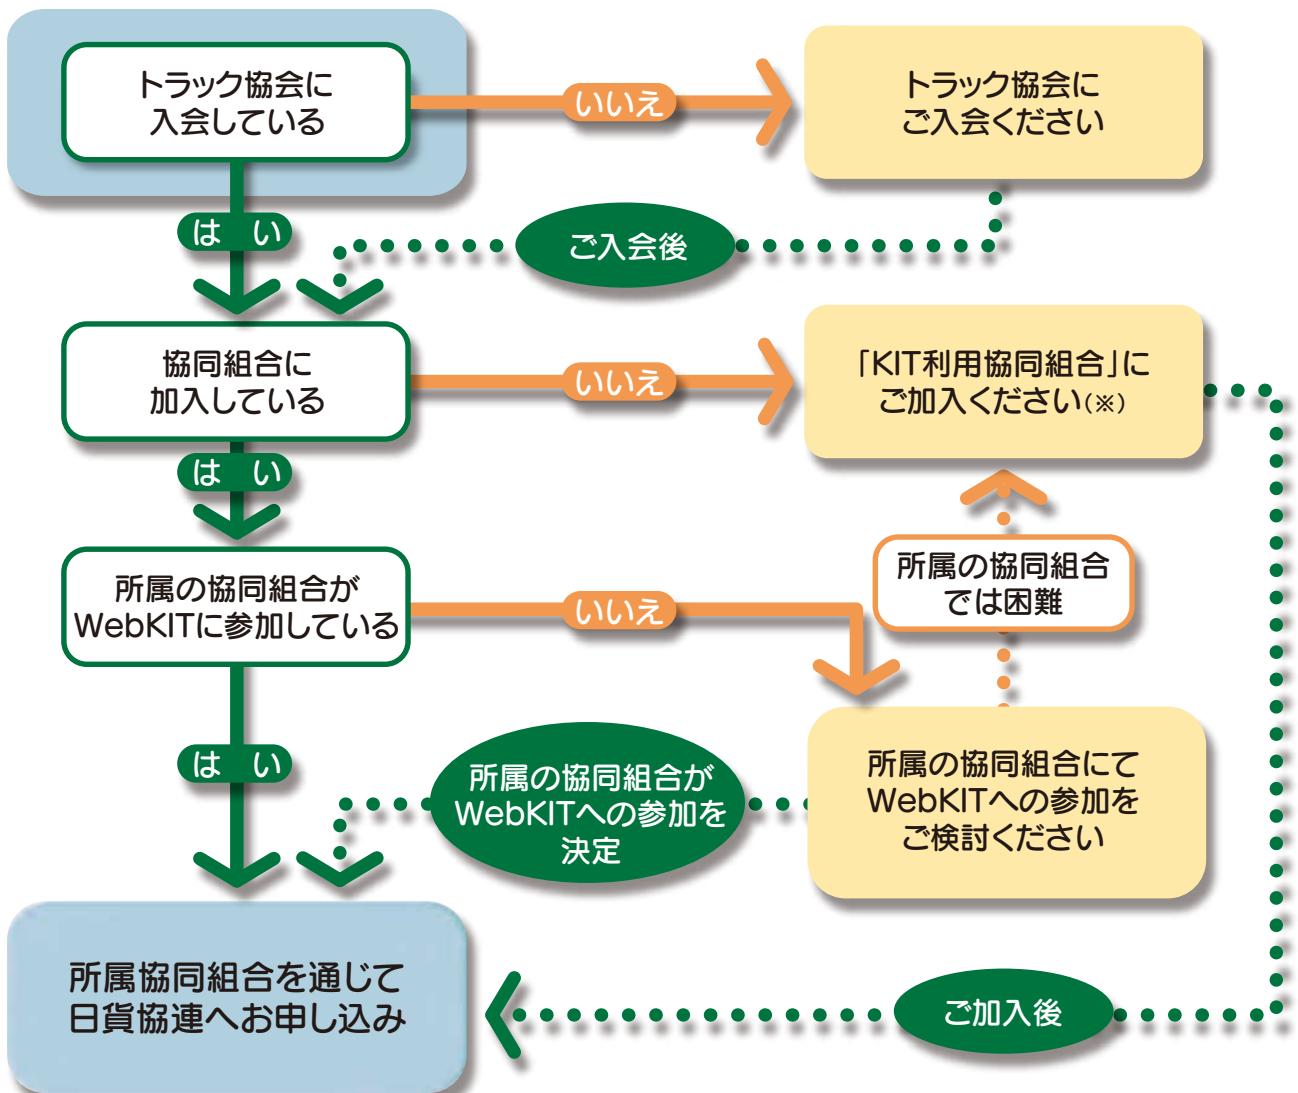 トラック協会に
入会している
いいえ
トラック協会に
ご入会ください
は い
ご入会後
協同組合に
加入している
いいえ
「KIT利用協同組合」に
ご加入ください(※)
は い
所属の協同組合が
WebKITに参加している
いいえ
所属の協同組合
では困難
は い
所属の協同組合が
WebKITへの参加を
決定
所属の協同組合にて
WebKITへの参加を
ご検討ください
所属協同組合を通じて
日貨協連へお申し込み
ご加入後